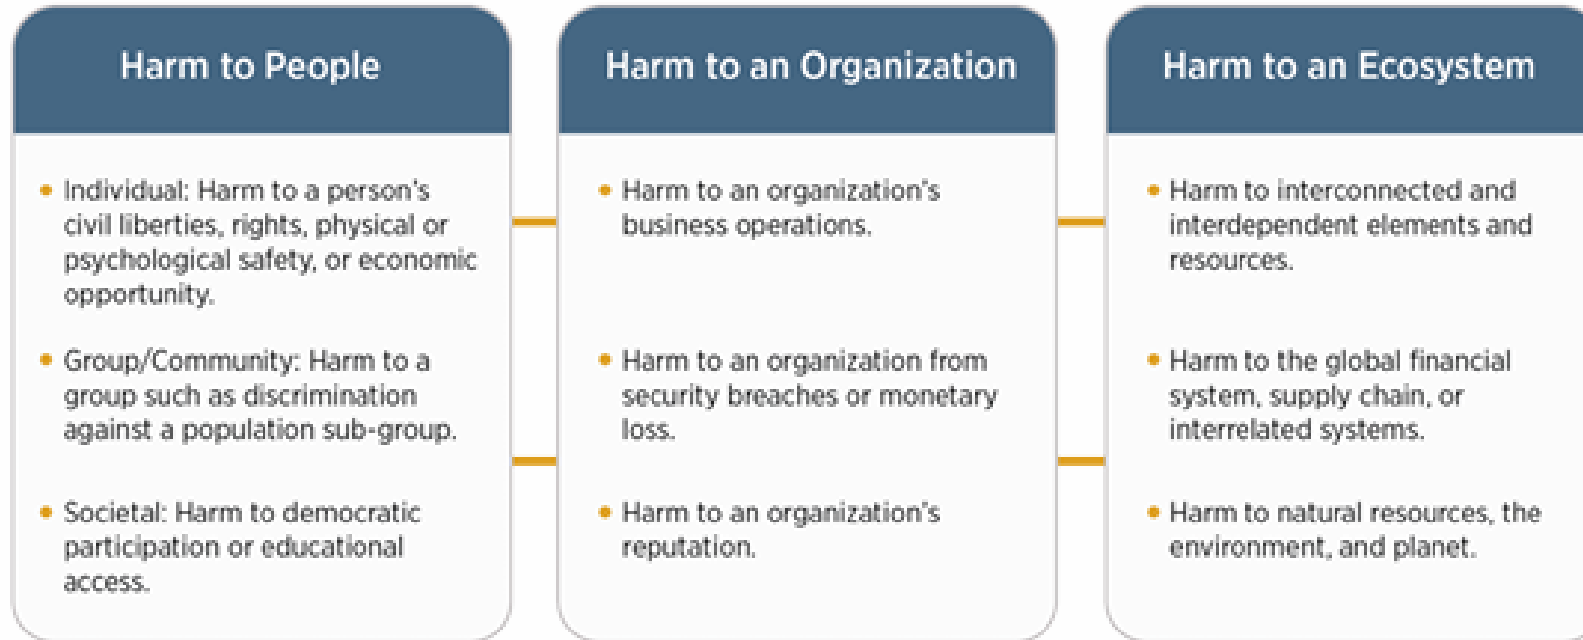 Harm to People
• Individual: Harm to a person's
civil liberties, rights, physical or
psychological safety, or economic
opportunity.
• Group/Community: Harm to a
group such as discrimination
against a population sub-group.
• Societal: Harm to democratic
participation or educational
access.
Harm to an Organization
• Harm to an organization's
business operations.
• Harm to an organization from
security breaches or monetary
loss.
• Harm to an organization's
reputation.
Harm to an Ecosystem
• Harm to interconnected and
interdependent elements and
resources.
• Harm to the global financial
system, supply chain, or
interrelated systems.
• Harm to natural resources, the
environment, and planet.